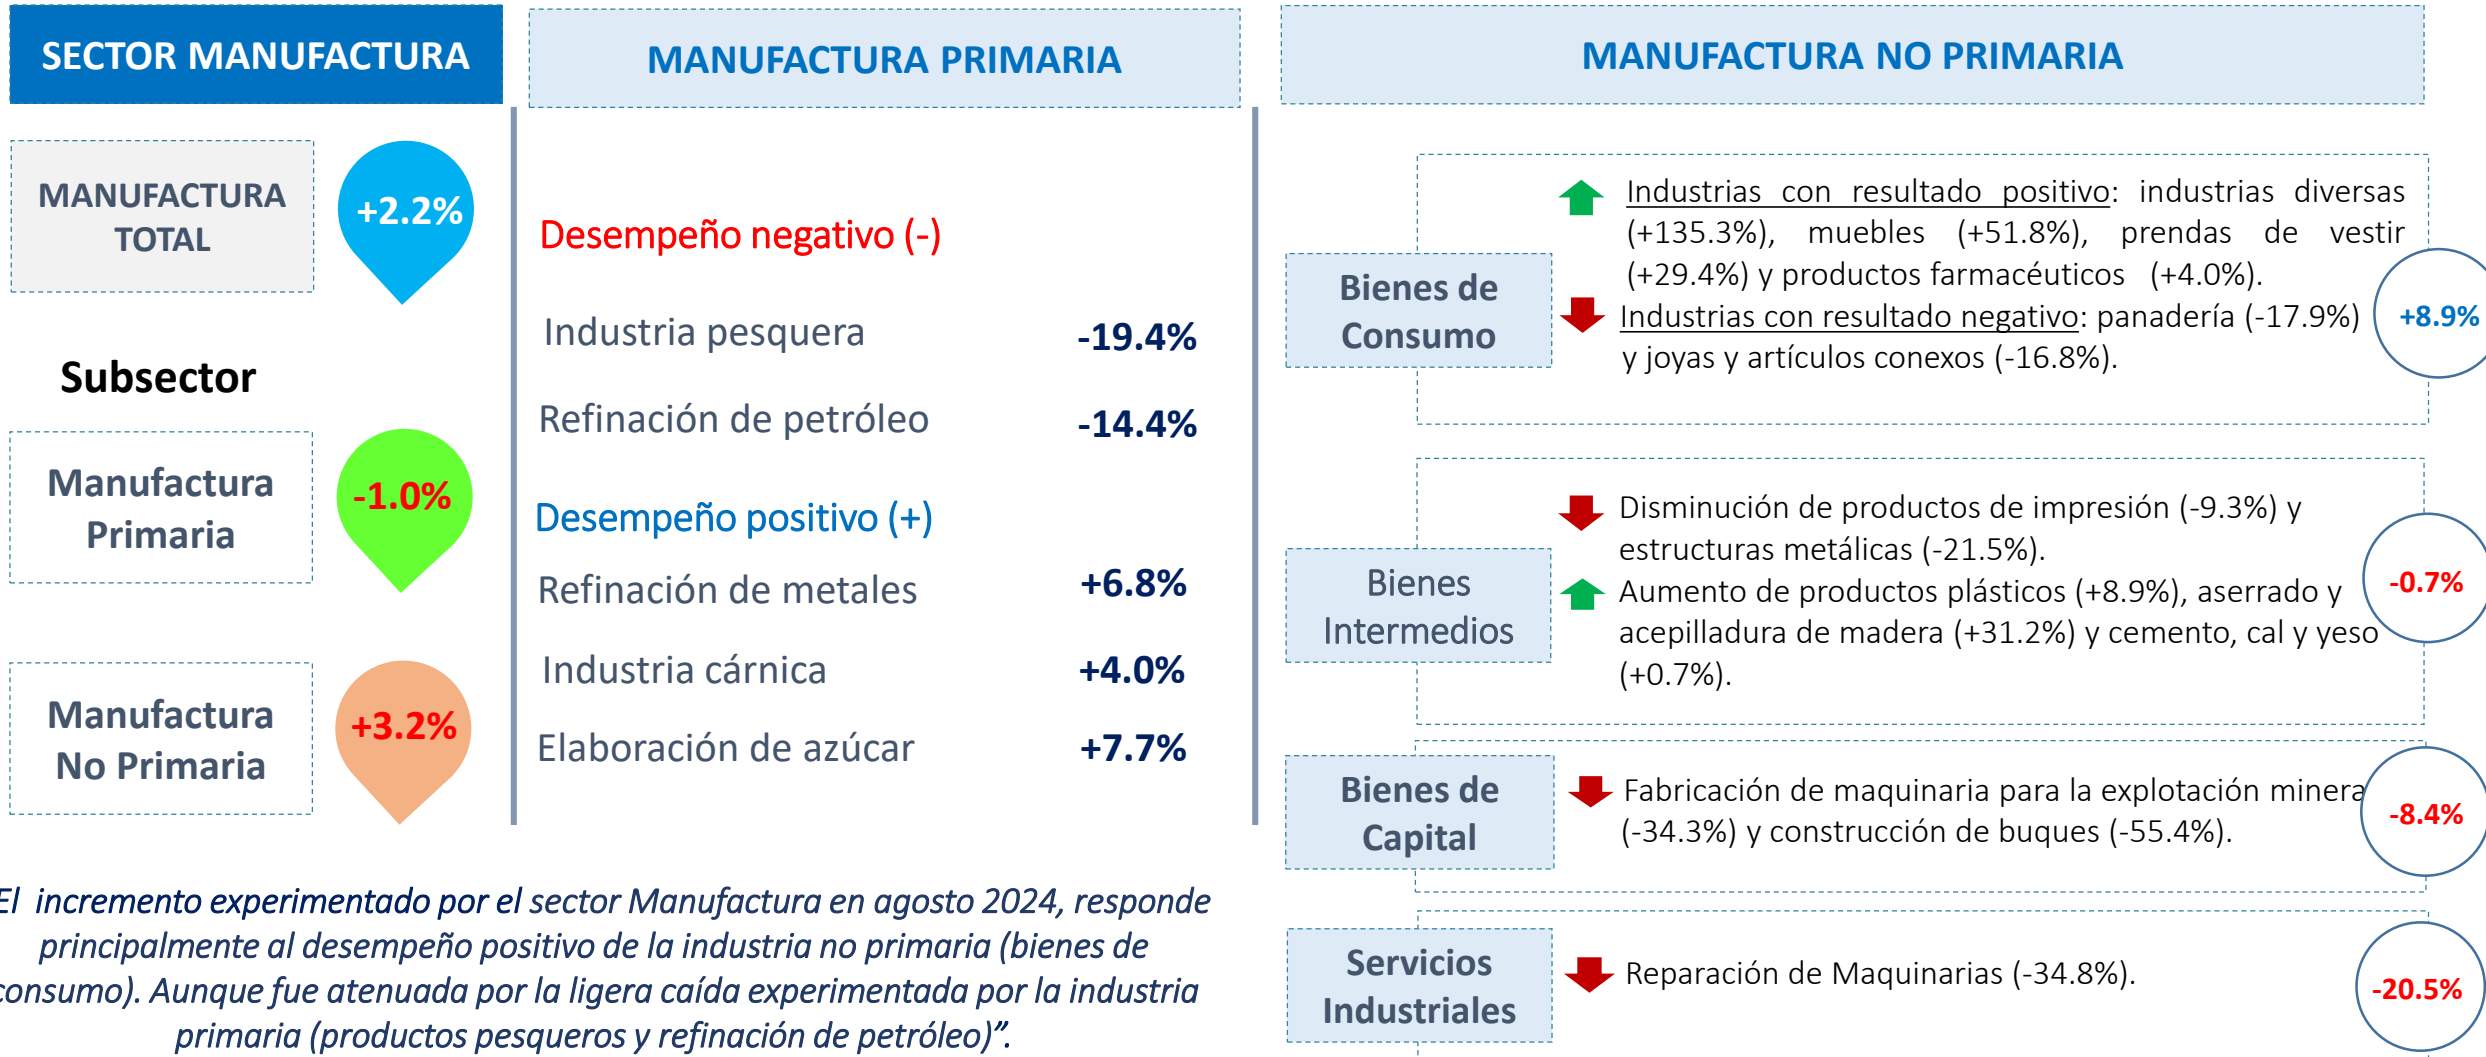 SECTOR MANUFACTURA
MANUFACTURA
TOTAL
+2.2%
Subsector
Manufactura
Primaria
-1.0%
Manufactura
No Primaria
+3.2%
MANUFACTURA PRIMARIA
Desempeño negativo (-)
Industria pesquera -19.4%
Refinación de petróleo -14.4%
Desempeño positivo (+)
Refinación de metales +6.8%
Industria cárnica +4.0%
Elaboración de azúcar +7.7%
El incremento experimentado por el sector Manufactura en agosto 2024, responde
principalmente al desempeño positivo de la industria no primaria (bienes de
consumo). Aunque fue atenuada por la ligera caída experimentada por la industria
primaria (productos pesqueros y refinación de petróleo)”.
MANUFACTURA NO PRIMARIA
Bienes de
Consumo
Industrias con resultado positivo: industrias diversas
(+135.3%), muebles (+51.8%), prendas de vestir
(+29.4%) y productos farmacéuticos (+4.0%).
Industrias con resultado negativo: panadería (-17.9%)
y joyas y artículos conexos (-16.8%).
+8.9%
Bienes
Intermedios
Disminución de productos de impresión (-9.3%) y
estructuras metálicas (-21.5%).
Aumento de productos plásticos (+8.9%), aserrado y
acepilladura de madera (+31.2%) y cemento, cal y yeso
(+0.7%).
-0.7%
Bienes de
Capital
Fabricación de maquinaria para la explotación minera
(-34.3%) y construcción de buques (-55.4%).
-8.4%
Servicios
Industriales
Reparación de Maquinarias (-34.8%).
-20.5%